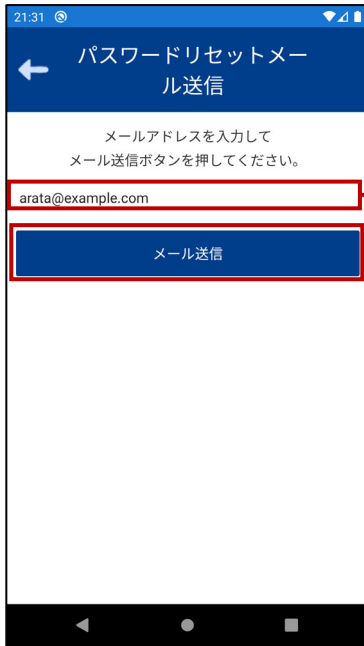 21:31
パスワードリセットメー
ル送信
メールアドレスを入力して
メール送信ボタンを押してください。
arata@example.com
メール送信